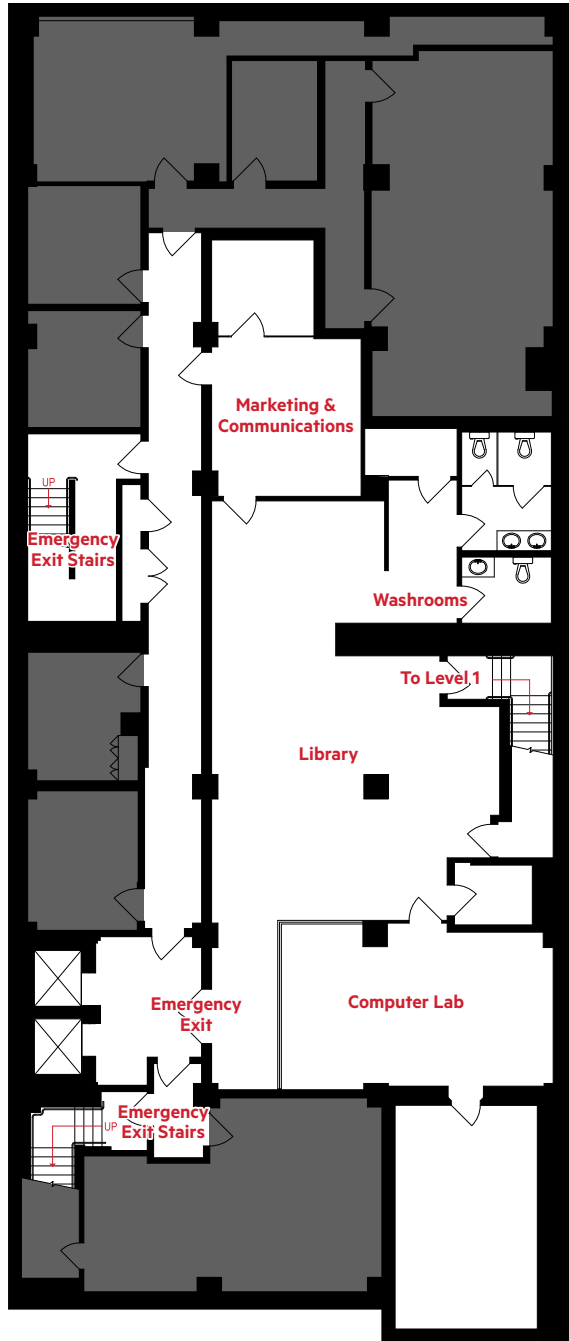 Marketing &
Communications
UP
Emergency
Exit Stairs
Washrooms
To Level 1
Library
Emergency
Exit
Computer Lab
Emergency
Exit Stairs
UP